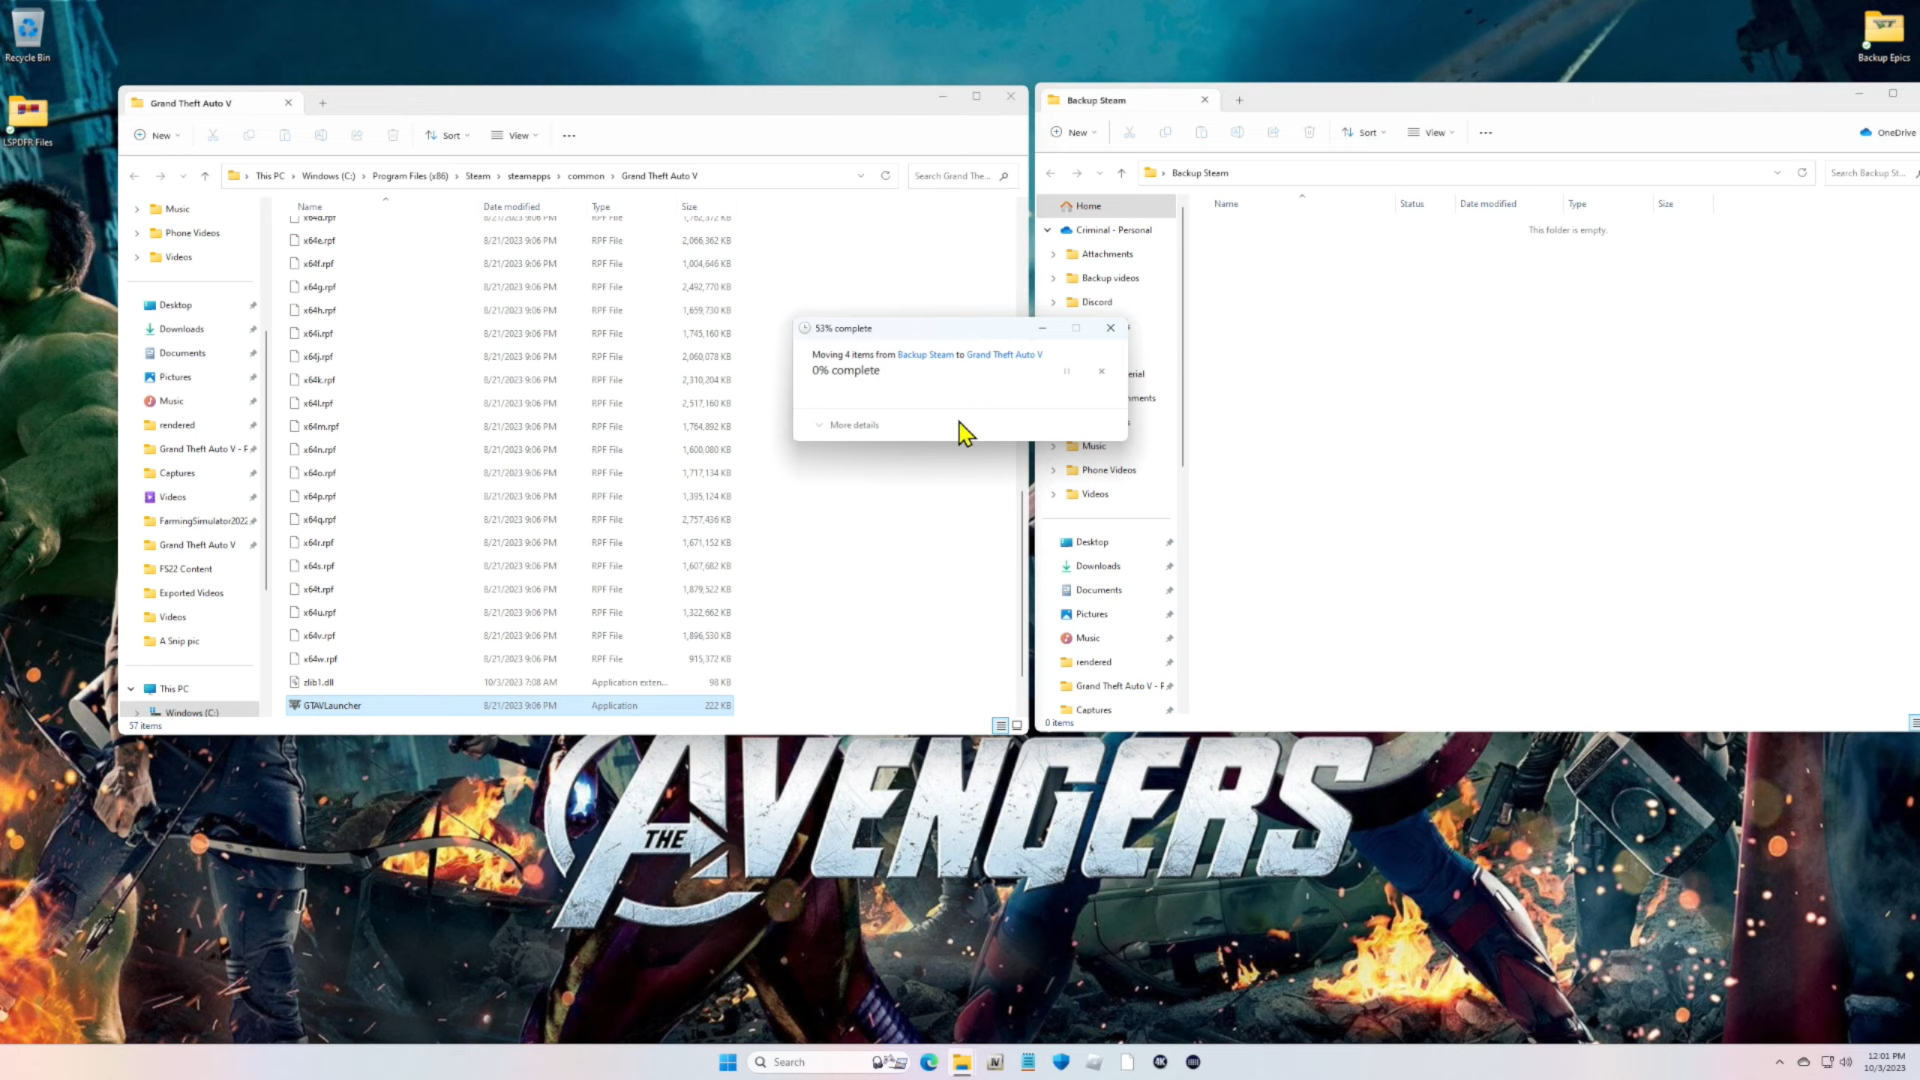 Recycle Bin
LSPDFR Files
Backup Epics
Grand Theft Auto V
New
Sort
View
This PC > Windows (C:) > Program Files (x86) > Steam > steamapps > common > Grand Theft Auto V
Search Grand The...
Music
Phone Videos
Videos
Desktop
Downloads
Documents
Pictures
Music
rendered
Grand Theft Auto V - F
Captures
Videos
FarmingSimulator2022
Grand Theft Auto V
FS22 Content
Exported Videos
Videos
A Snip pic
This PC
Windows (C:)
Name Date modified Type Size
x64d.rpf 8/21/2023 9:06 PM RPF File 1,762,372 KB
x64e.rpf 8/21/2023 9:06 PM RPF File 2,066,362 KB
x64f.rpf 8/21/2023 9:06 PM RPF File 1,004,646 KB
x64g.rpf 8/21/2023 9:06 PM RPF File 2,492,770 KB
x64h.rpf 8/21/2023 9:06 PM RPF File 1,659,730 KB
x64i.rpf 8/21/2023 9:06 PM RPF File 1,745,160 KB
x64j.rpf 8/21/2023 9:06 PM RPF File 2,060,078 KB
x64k.rpf 8/21/2023 9:06 PM RPF File 2,310,204 KB
x64l.rpf 8/21/2023 9:06 PM RPF File 2,517,160 KB
x64m.rpf 8/21/2023 9:06 PM RPF File 1,764,892 KB
x64n.rpf 8/21/2023 9:06 PM RPF File 1,600,080 KB
x64o.rpf 8/21/2023 9:06 PM RPF File 1,717,134 KB
x64p.rpf 8/21/2023 9:06 PM RPF File 1,395,124 KB
x64q.rpf 8/21/2023 9:06 PM RPF File 2,757,436 KB
x64r.rpf 8/21/2023 9:06 PM RPF File 1,671,152 KB
x64s.rpf 8/21/2023 9:06 PM RPF File 1,607,682 KB
x64t.rpf 8/21/2023 9:06 PM RPF File 1,879,522 KB
x64u.rpf 8/21/2023 9:06 PM RPF File 1,322,662 KB
x64v.rpf 8/21/2023 9:06 PM RPF File 1,896,530 KB
x64w.rpf 8/21/2023 9:06 PM RPF File 915,372 KB
zlib1.dll 10/3/2023 7:08 AM Application exten... 98 KB
GTAVLauncher 8/21/2023 9:06 PM Application 222 KB
57 items
53% complete
Moving 4 items from Backup Steam to Grand Theft Auto V
0% complete
More details
Backup Steam
New
Sort
View
OneDrive
Backup Steam
Search Backup St...
Name Status Date modified Type Size
This folder is empty.
Home
Criminal - Personal
Attachments
Backup videos
Discord
Music
Phone Videos
Videos
Desktop
Downloads
Documents
Pictures
Music
rendered
Grand Theft Auto V - F
Captures
0 items
THE AVENGERS
Search
4K
12:01 PM
10/3/2023